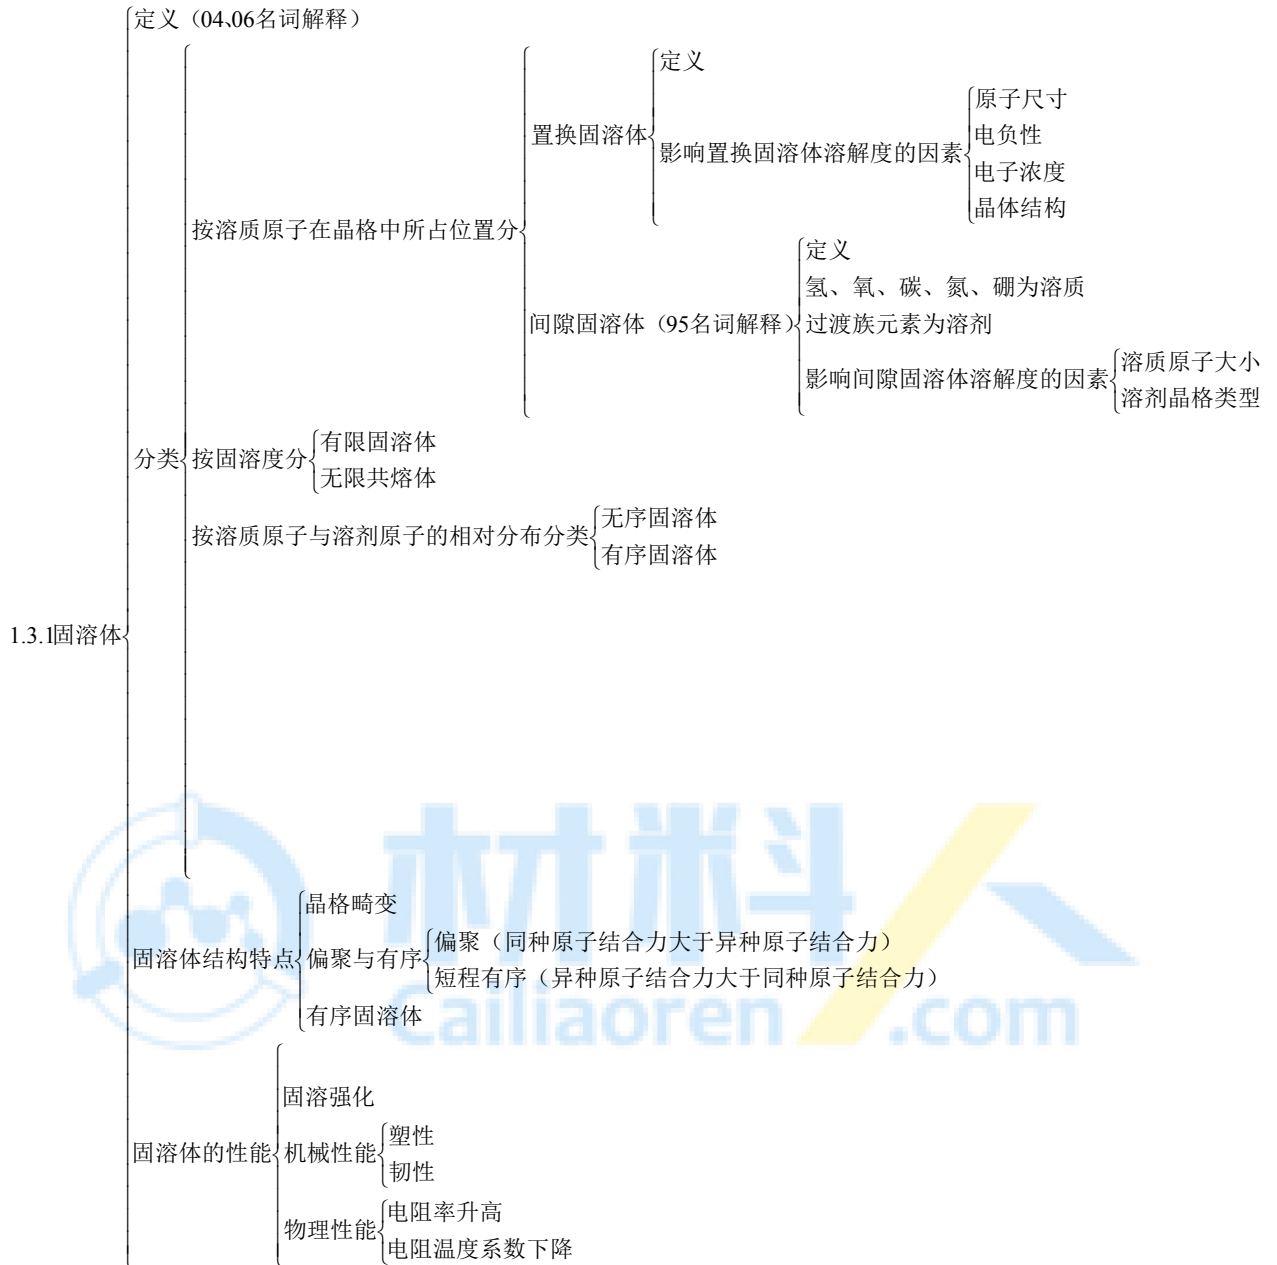 定义（04、06名词解释）
定义
原子尺寸
置换固溶体
电负性
影响置换固溶体溶解度的因素
电子浓度
晶体结构
按溶质原子在晶格中所占位置分
定义
氢、氧、碳、氮、硼为溶质
间隙固溶体（95名词解释）
过渡族元素为溶剂
溶质原子大小
影响间隙固溶体溶解度的因素
溶剂晶格类型
有限固溶体
分类
按固溶度分
无限共熔体
无序固溶体
按溶质原子与溶剂原子的相对分布分类
有序固溶体
1.3.1固溶体
材料人
晶格畸变
偏聚（同种原子结合力大于异种原子结合力）
固溶体结构特点
偏聚与有序
短程有序（异种原子结合力大于同种原子结合力）
有序固溶体
Cailiaoren.com
固溶强化
塑性
固溶体的性能
机械性能
韧性
电阻率升高
物理性能
电阻温度系数下降